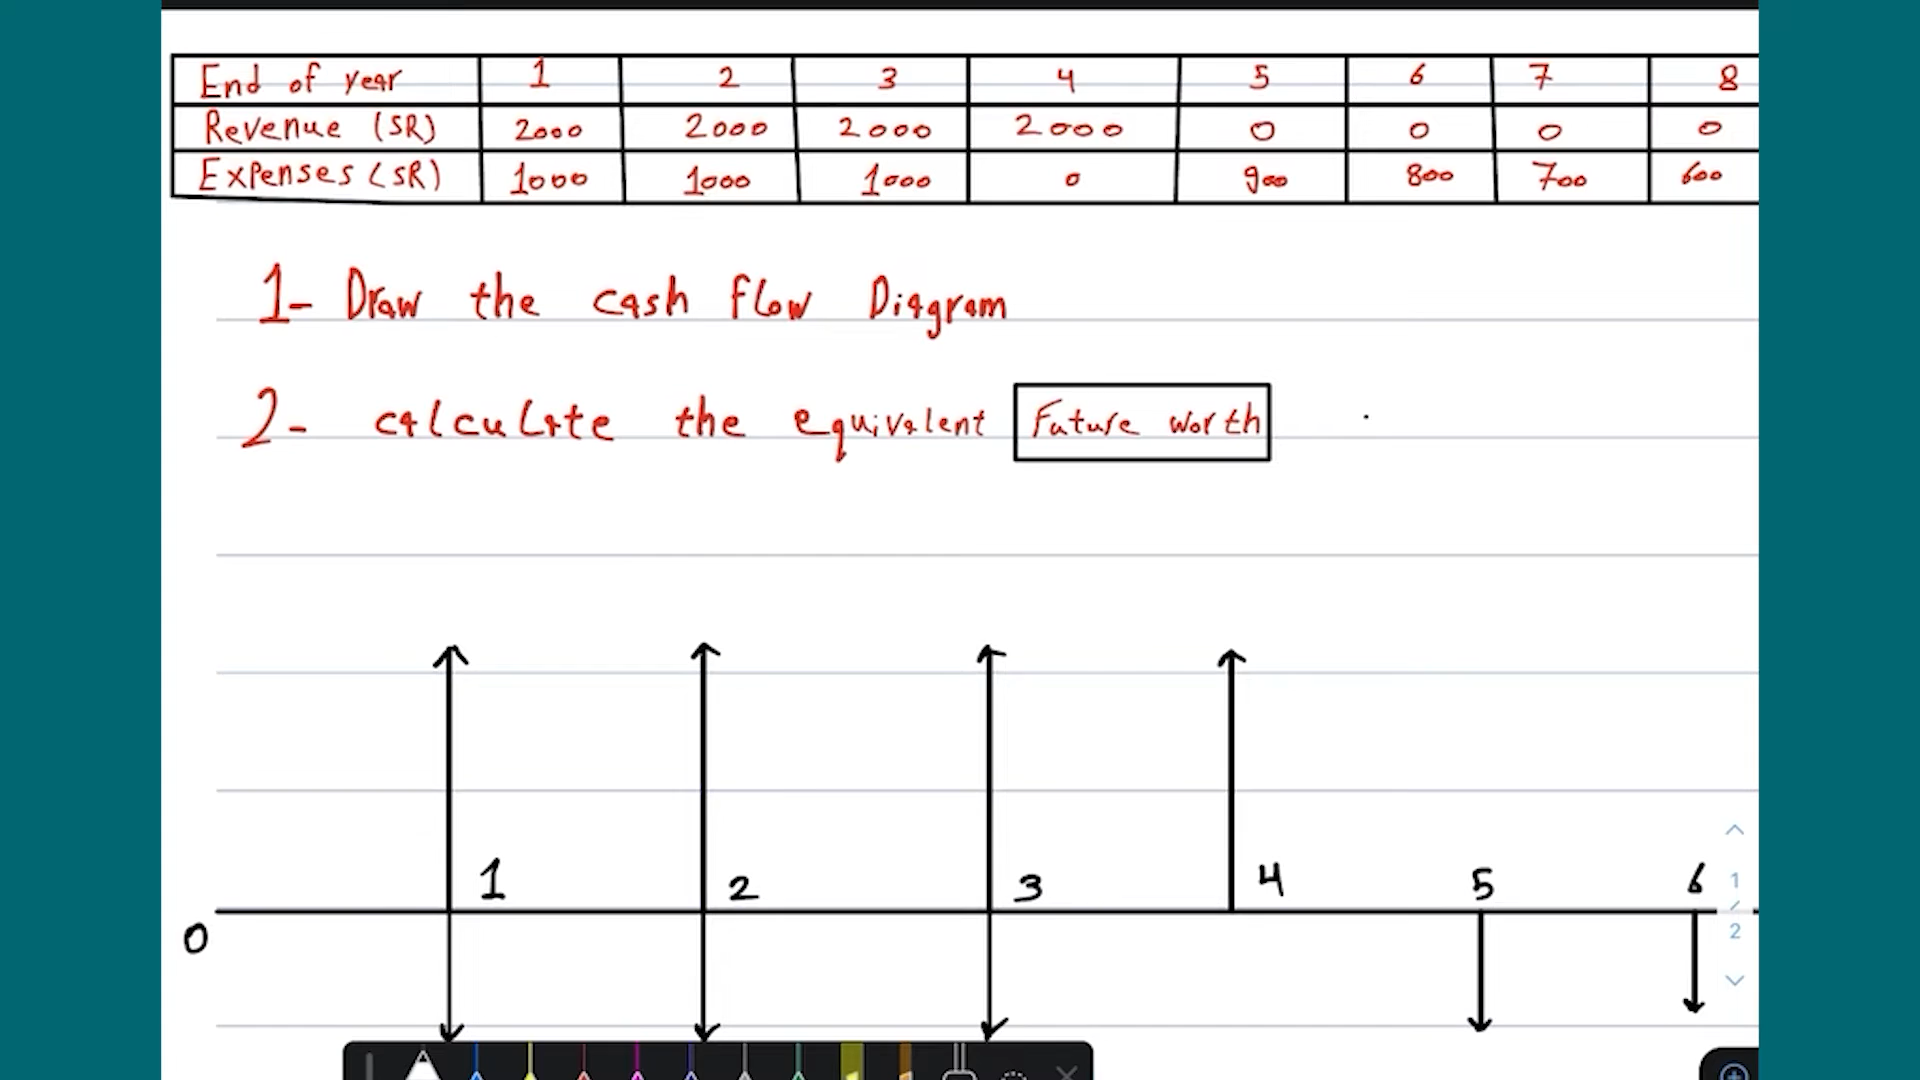 End of year 1 2 3 4 5 6 7 8
Revenue (SR) 2000 2000 2000 2000 0 0 0 0
Expenses (SR) 1000 1000 1000 0 900 800 700 600
1- Draw the cash flow Diagram
2- calculate the equivalent Future worth
1 2 3 4 5 6
0
1
2